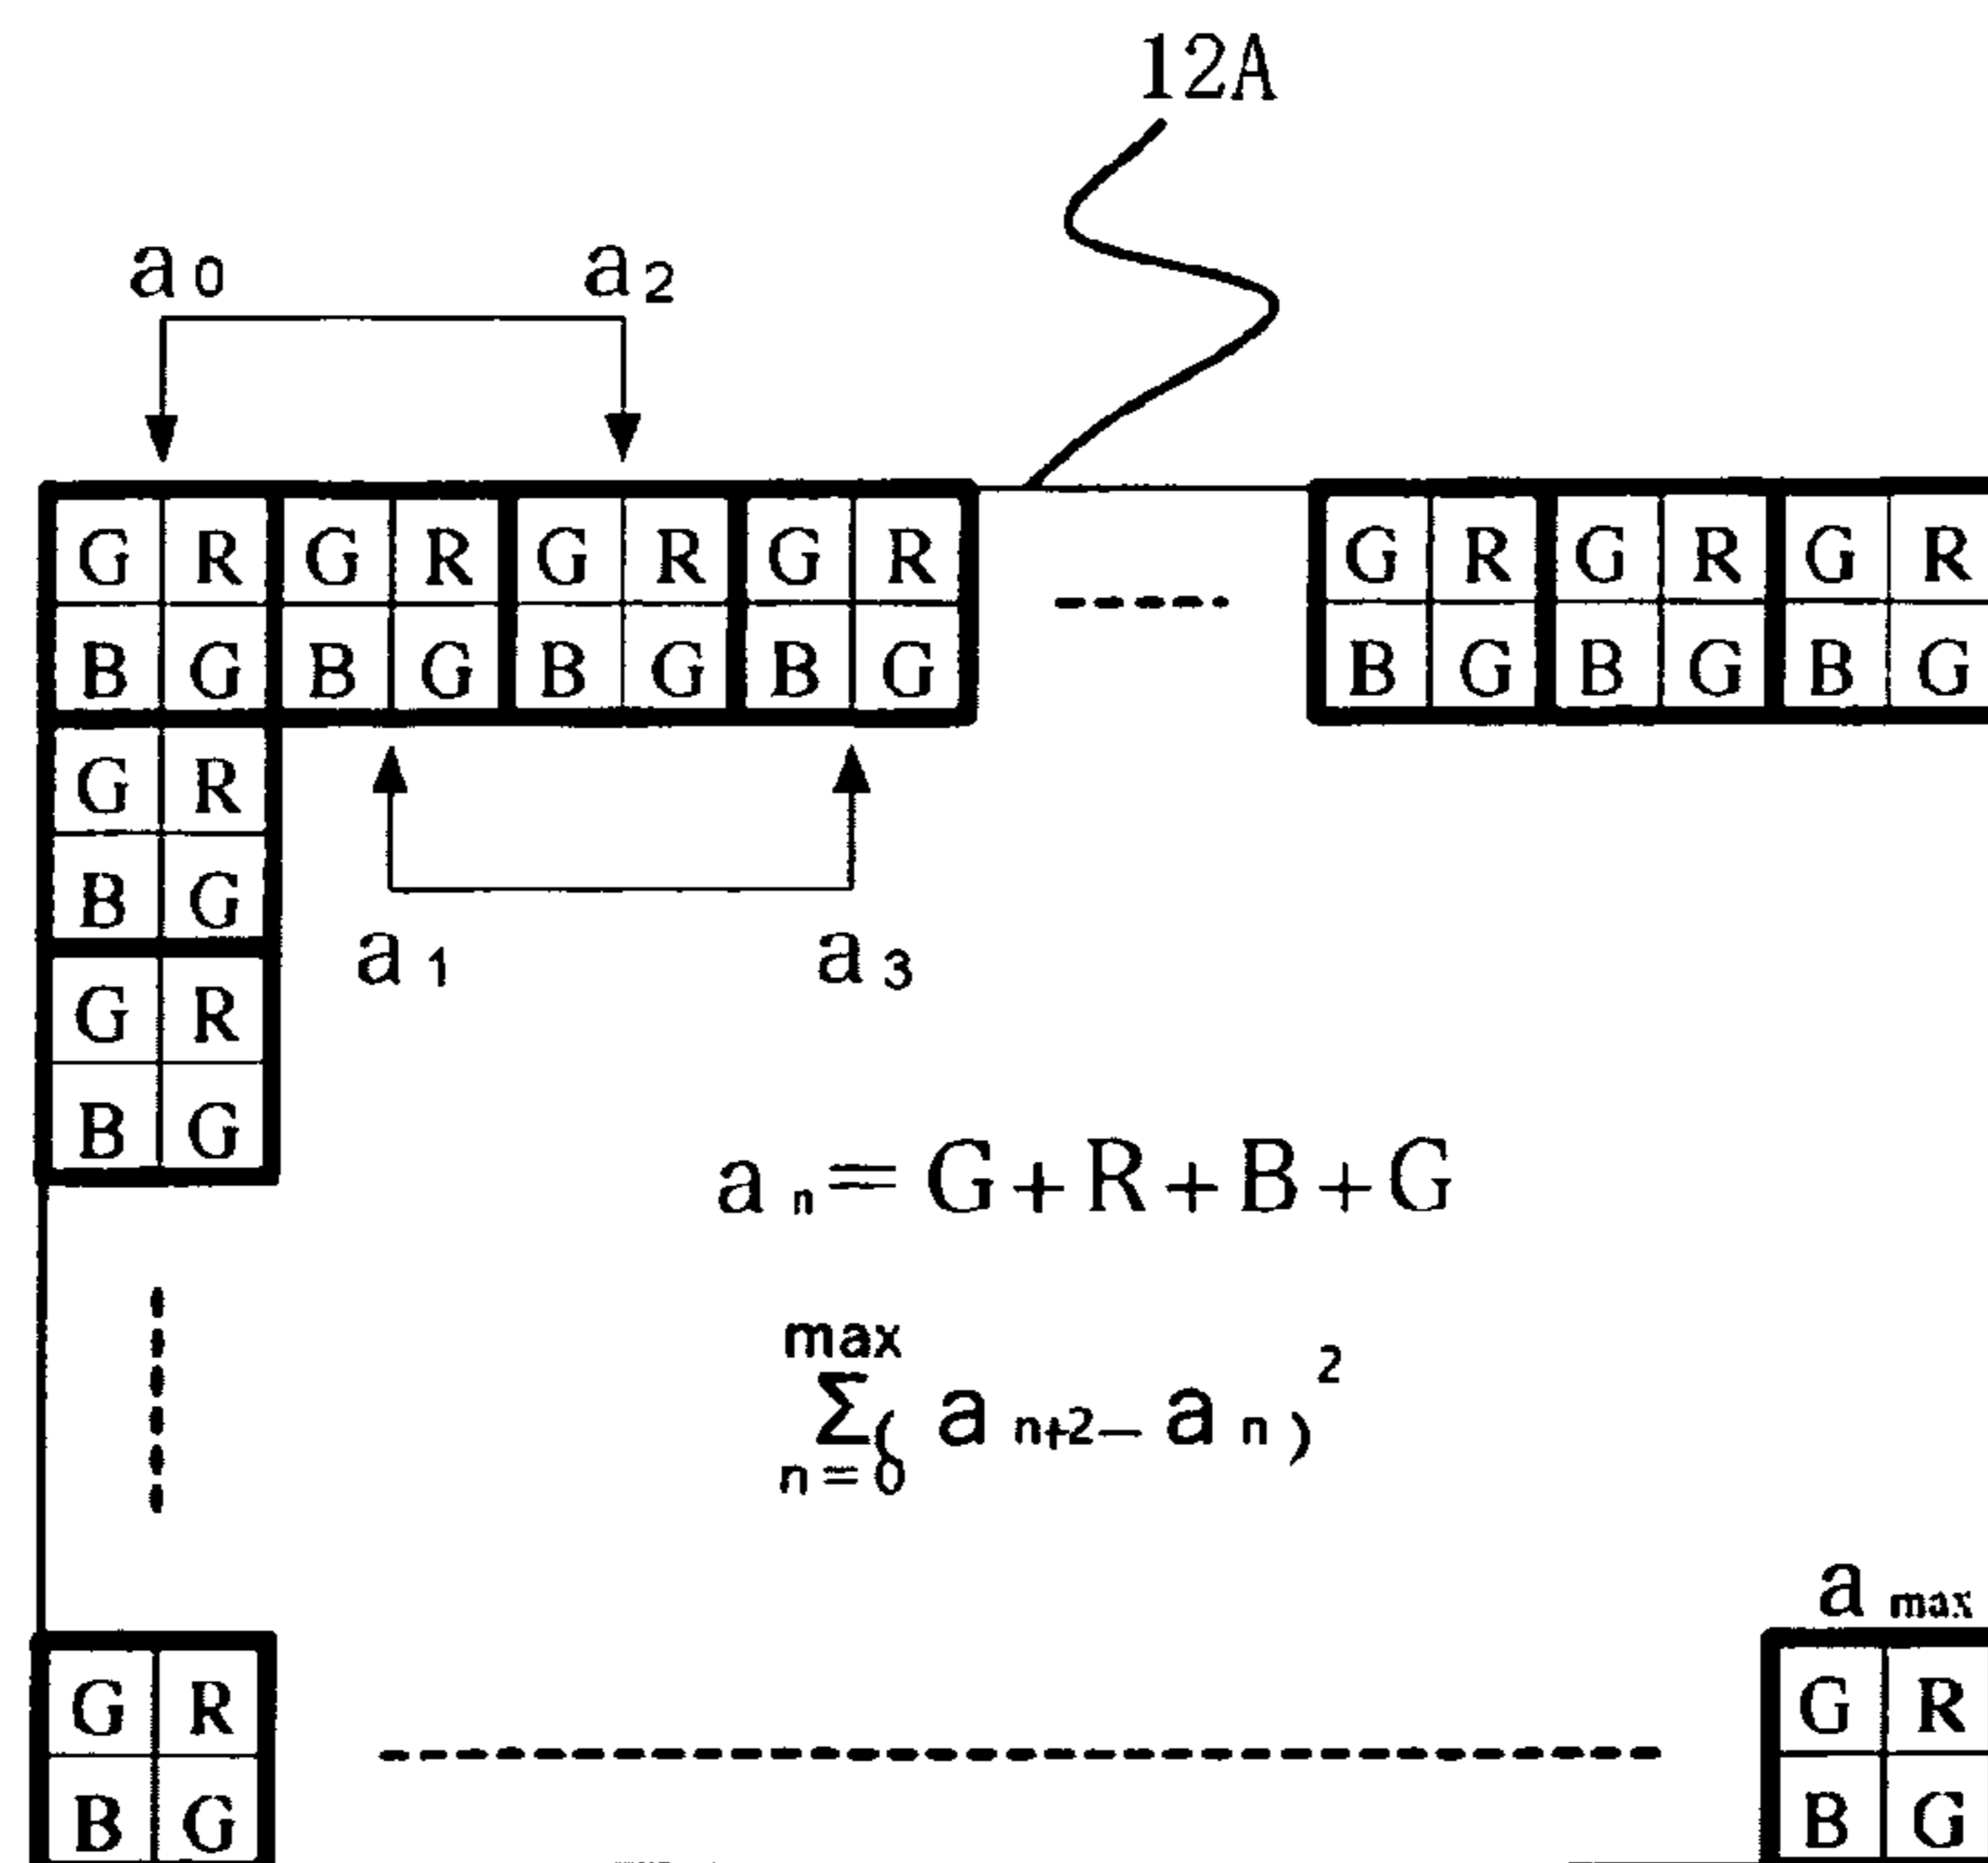 12A
a0 a2
G R G R G R G R G R G R G R
B G B G B G B G B G B G B G
G R
B G
a1 a3
G R
B G
an=G+R+B+G
max
Σ( an+2−an)²
n=0
amax
G R G R
B G B G